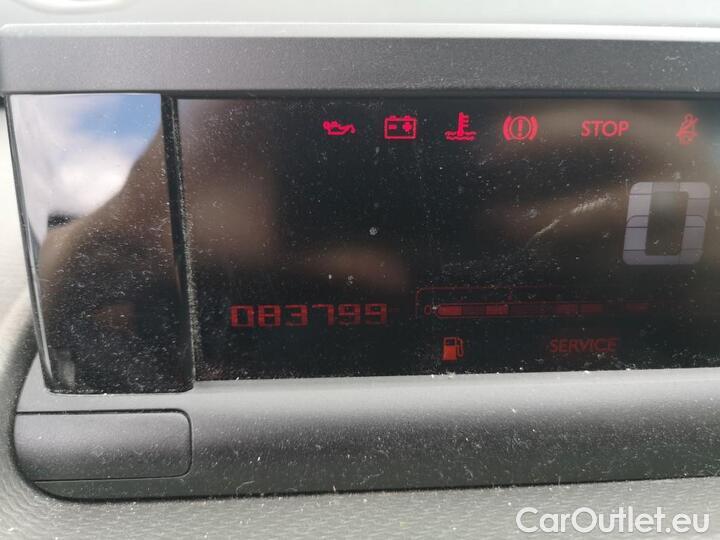 STOP
0
083799
SERVICE
CarOutlet.eu